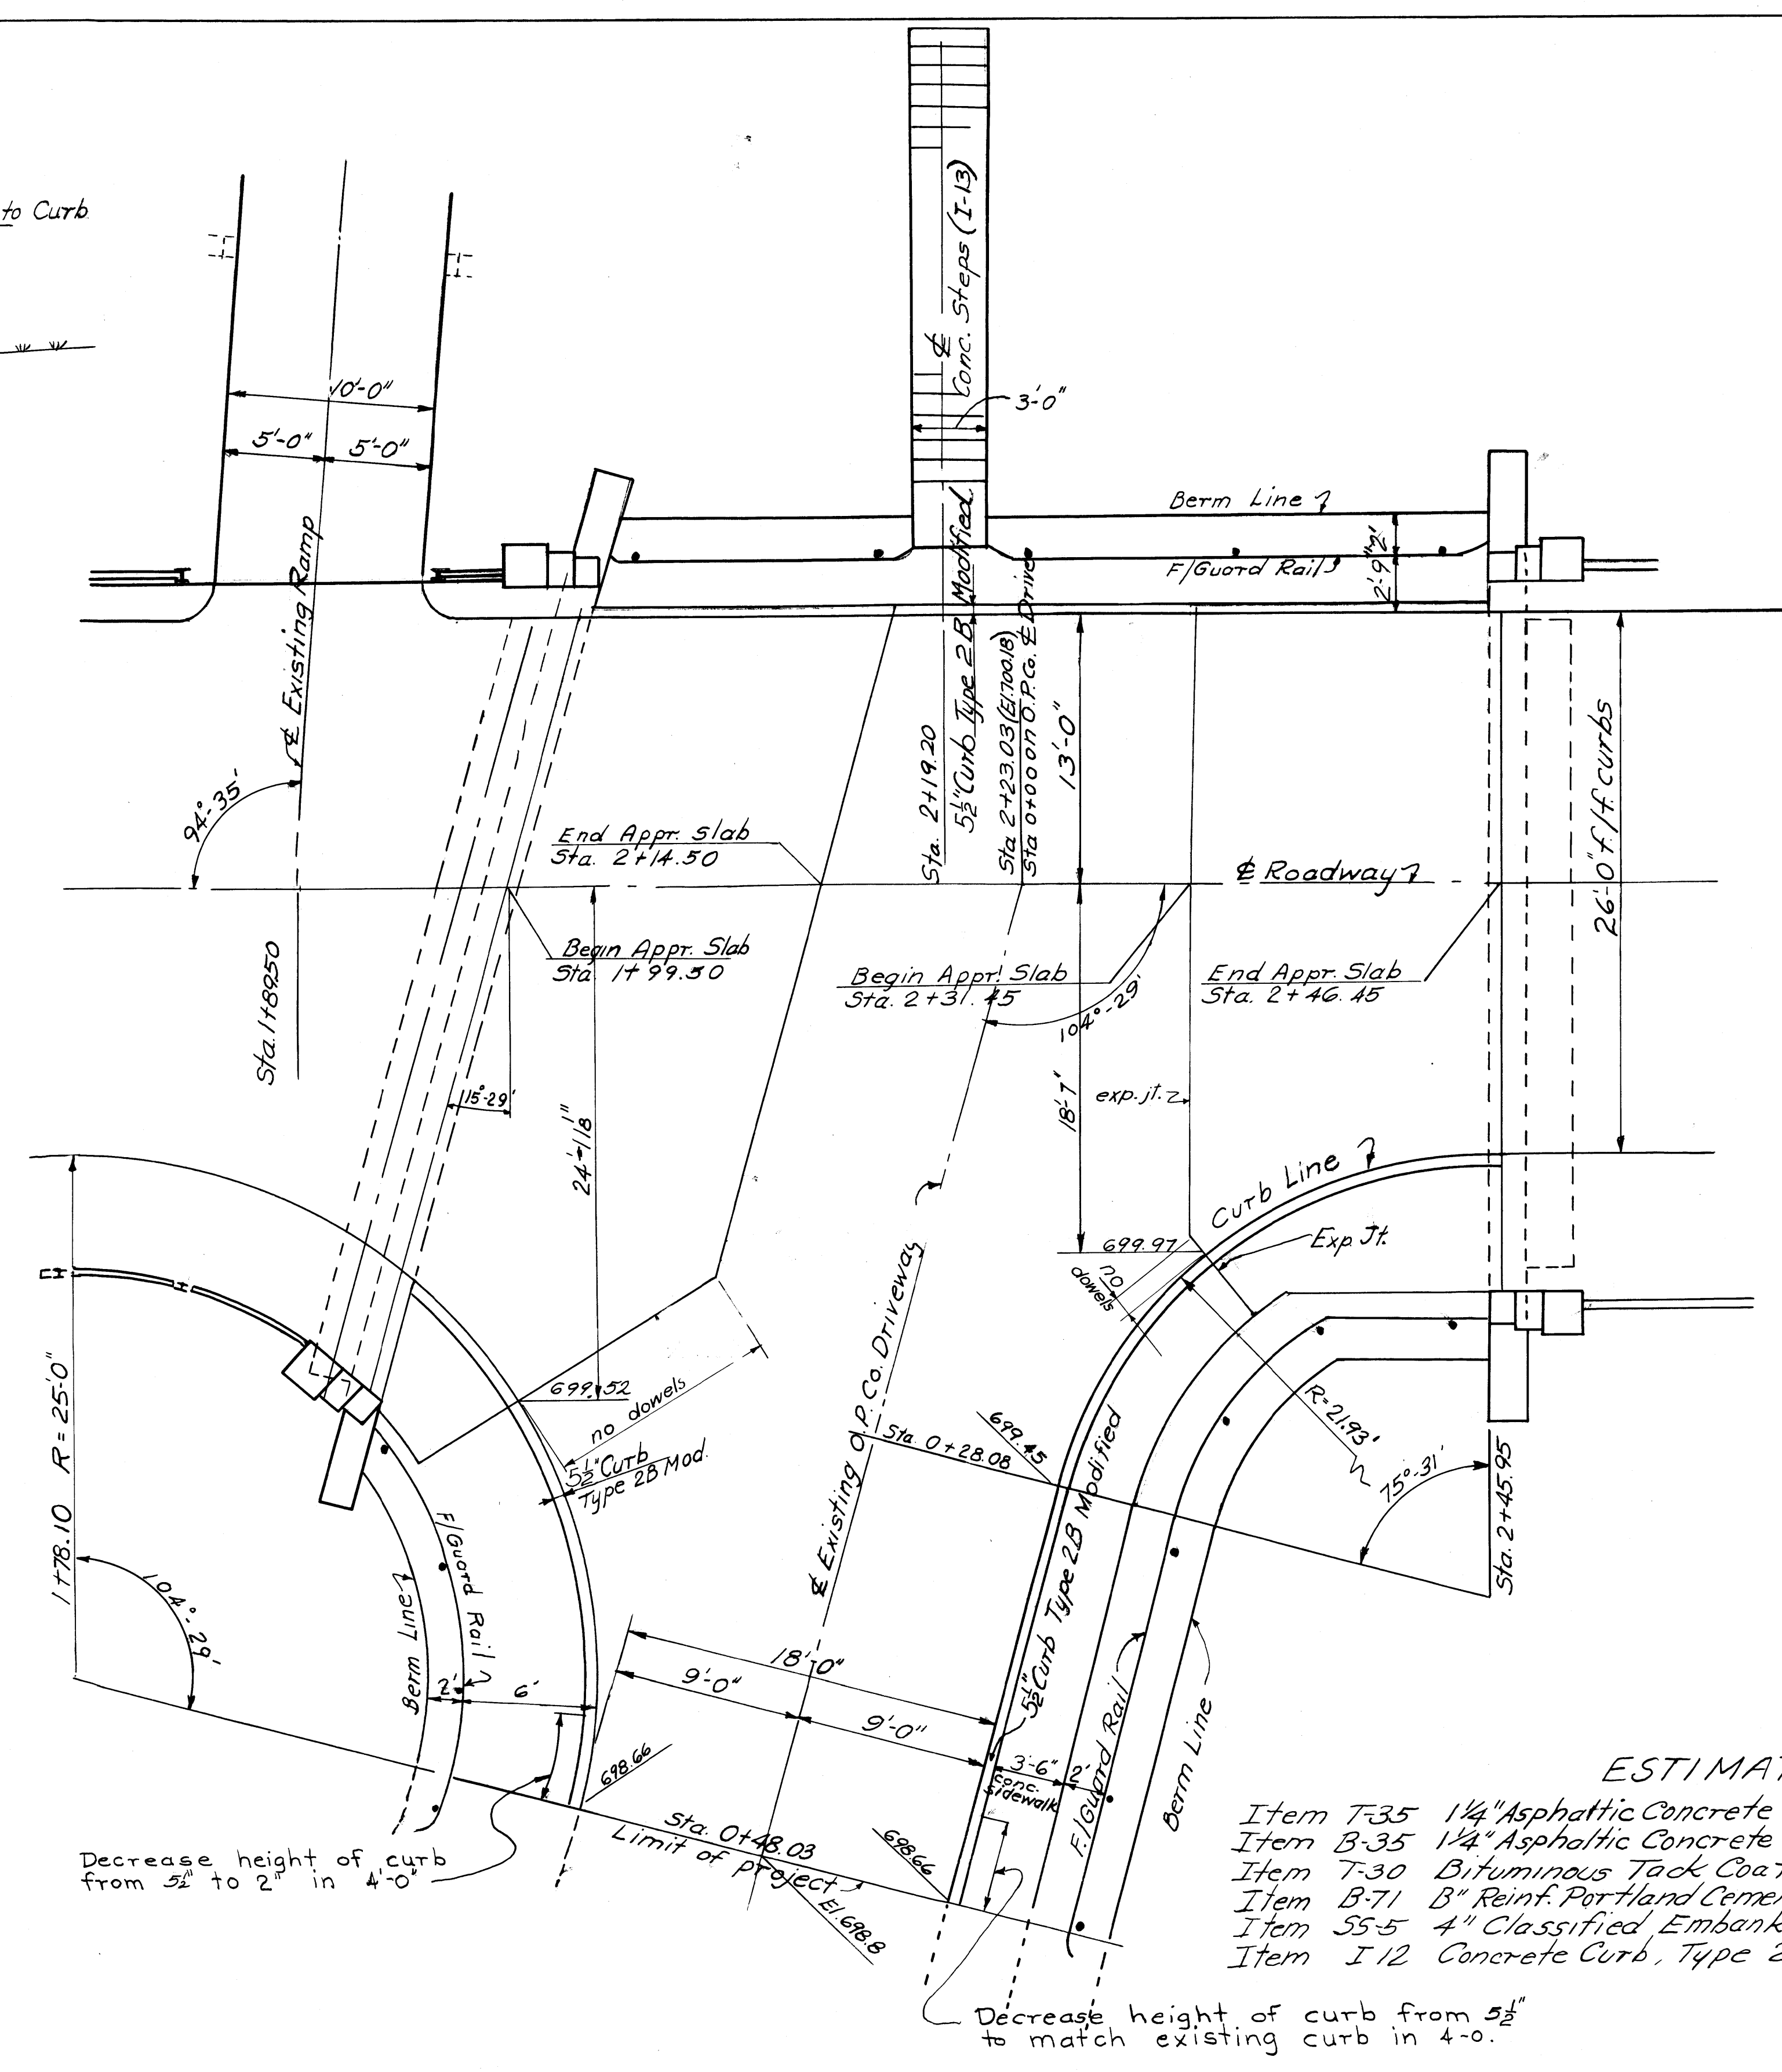 to Curb
10'-0"
5'-0"
5'-0"
℄ Existing Ramp
94°-35'
Sta. 1+89.50
℄ Conc. Steps (I-13)
3'-0"
Berm Line
F/Guard Rail
2'
2'-9"
Sta. 2+19.20
5½" Curb Type 2B Modified
Sta 2+23.03 (El.700.18)
Sta 0+00 on O.P.Co. ℄ Drive
13'-0"
26'-0" f./f. curbs
End Appr. Slab
Sta. 2+14.50
℄ Roadway
Begin Appr. Slab
Sta 1+99.50
Begin Appr. Slab
Sta. 2+31.45
End Appr. Slab
Sta. 2+46.45
104°-29'
15°-29'
18'-7"
exp. jt.
Curb Line
Exp. Jt.
699.97
no
dowels
699.52
no dowels
5½" Curb
Type 2B Mod.
℄ Existing O.P.Co. Driveway
Sta. 0+28.08
699.45
R=21.93'
75°-31'
Sta. 2+45.95
1+78.10 R=25'-0"
104°-29'
Berm Line
F/Guard Rail
2'
6'
18'-0"
9'-0"
9'-0"
5½" Curb Type 2B Modified
3'-6"
conc.
sidewalk
2'
F./Guard Rail
Berm Line
698.66
Sta. 0+48.03
Limit of project
698.66
El. 698.8
Decrease height of curb
from 5½" to 2" in 4'-0"
Decrease height of curb from 5½"
to match existing curb in 4-0.
Item T-35 1¼" Asphaltic Concrete
Item B-35 1¼" Asphaltic Concrete
Item T-30 Bituminous Tack
Item B-71 Reinf. Portland
Item SS-5 4" Classified
Item I 12 Concrete Curb, Type